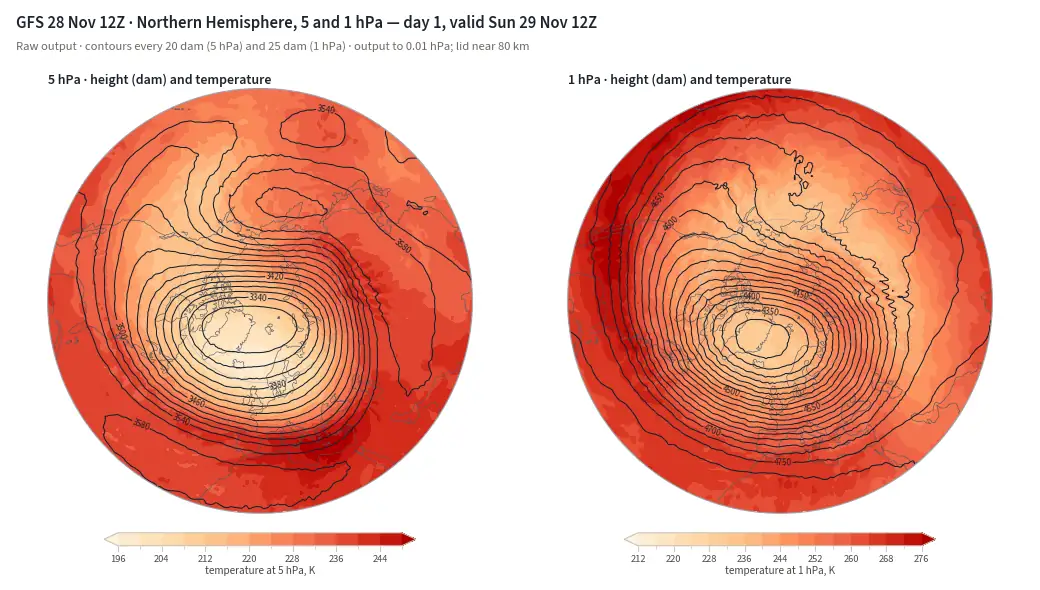 GFS 28 Nov 12Z · Northern Hemisphere, 5 and 1 hPa — day 1, valid Sun 29 Nov 12Z
Raw output · contours every 20 dam (5 hPa) and 25 dam (1 hPa) · output to 0.01 hPa; lid near 80 km
5 hPa · height (dam) and temperature
3540
3580
3420
3340
3500
3380
3460
3540
3580
196 204 212 220 228 236 244
temperature at 5 hPa, K
1 hPa · height (dam) and temperature
4650
4600
4400
4450
4350
4650
4700
4750
212 220 228 236 244 252 260 268 276
temperature at 1 hPa, K